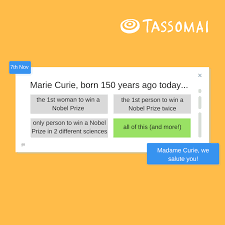 TASSOMAI
7th Nov
Marie Curie, born 150 years ago today...
the 1st woman to win a
Nobel Prize
the 1st person to win a
Nobel Prize twice
only person to win a Nobel
Prize in 2 different sciences
all of this (and more!)
Madame Curie, we
salute you!